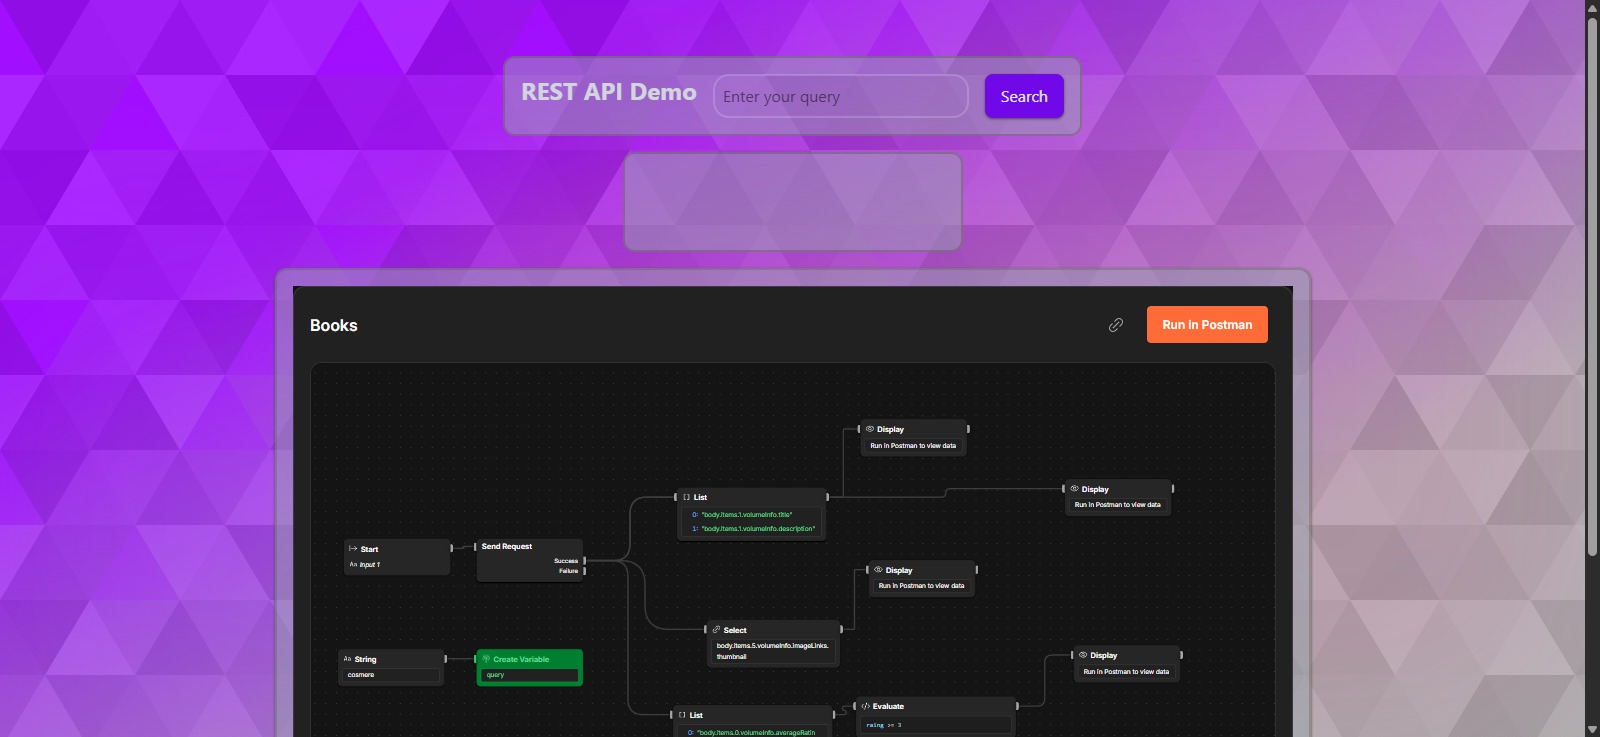 REST API Demo
Enter your query
Search
Books
Run in Postman
Display
Run in Postman to view data
Display
Run in Postman to view data
List
0: "body.items.1.volumeInfo.title"
1: "body.items.1.volumeInfo.description"
Start
Aa Input 1
Send Request
Success
Failure
Display
Run in Postman to view data
Select
body.items.5.volumeInfo.imageLinks.
thumbnail
Aa String
cosmere
Create Variable
query
Display
Run in Postman to view data
List
0: "body.items.0.volumeInfo.averageRatin
Evaluate
raing >= 3